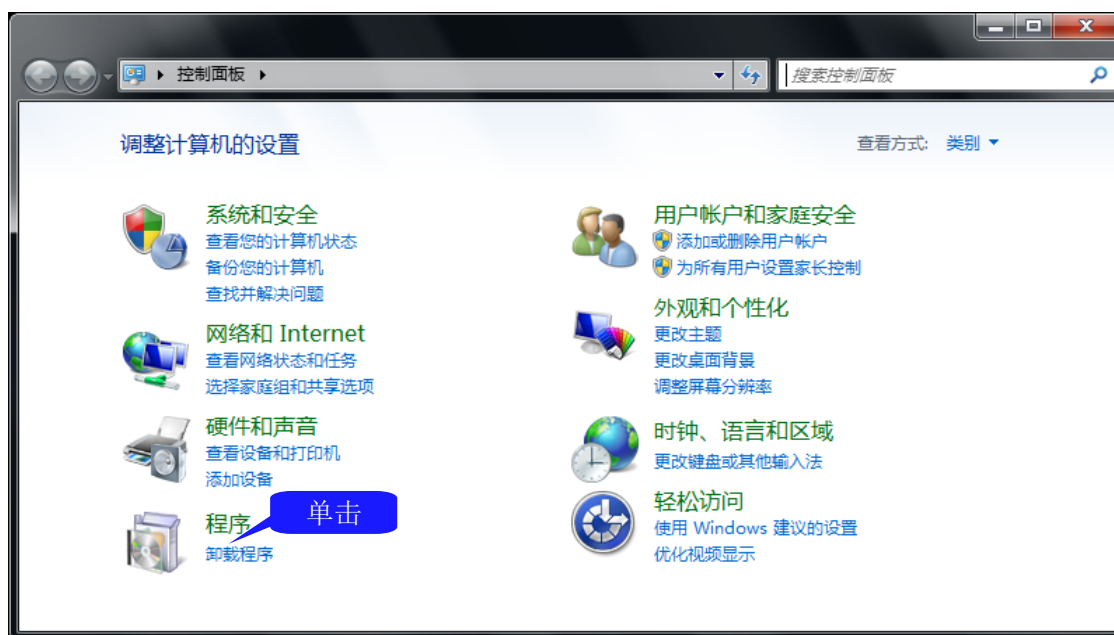 控制面板
搜索控制面板
调整计算机的设置
查看方式: 类别
系统和安全
查看您的计算机状态
备份您的计算机
查找并解决问题
网络和 Internet
查看网络状态和任务
选择家庭组和共享选项
硬件和声音
查看设备和打印机
添加设备
程序
单击
卸载程序
用户帐户和家庭安全
添加或删除用户帐户
为所有用户设置家长控制
外观和个性化
更改主题
更改桌面背景
调整屏幕分辨率
时钟、语言和区域
更改键盘或其他输入法
轻松访问
使用 Windows 建议的设置
优化视频显示